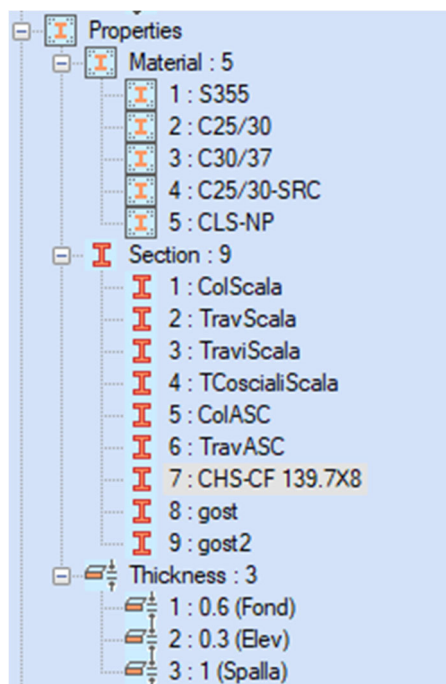 Properties
Material : 5
1 : S355
2 : C25/30
3 : C30/37
4 : C25/30-SRC
5 : CLS-NP
Section : 9
1 : ColScala
2 : TravScala
3 : TraviScala
4 : TCoscialiScala
5 : ColASC
6 : TravASC
7 : CHS-CF 139.7X8
8 : gost
9 : gost2
Thickness : 3
1 : 0.6 (Fond)
2 : 0.3 (Elev)
3 : 1 (Spalla)